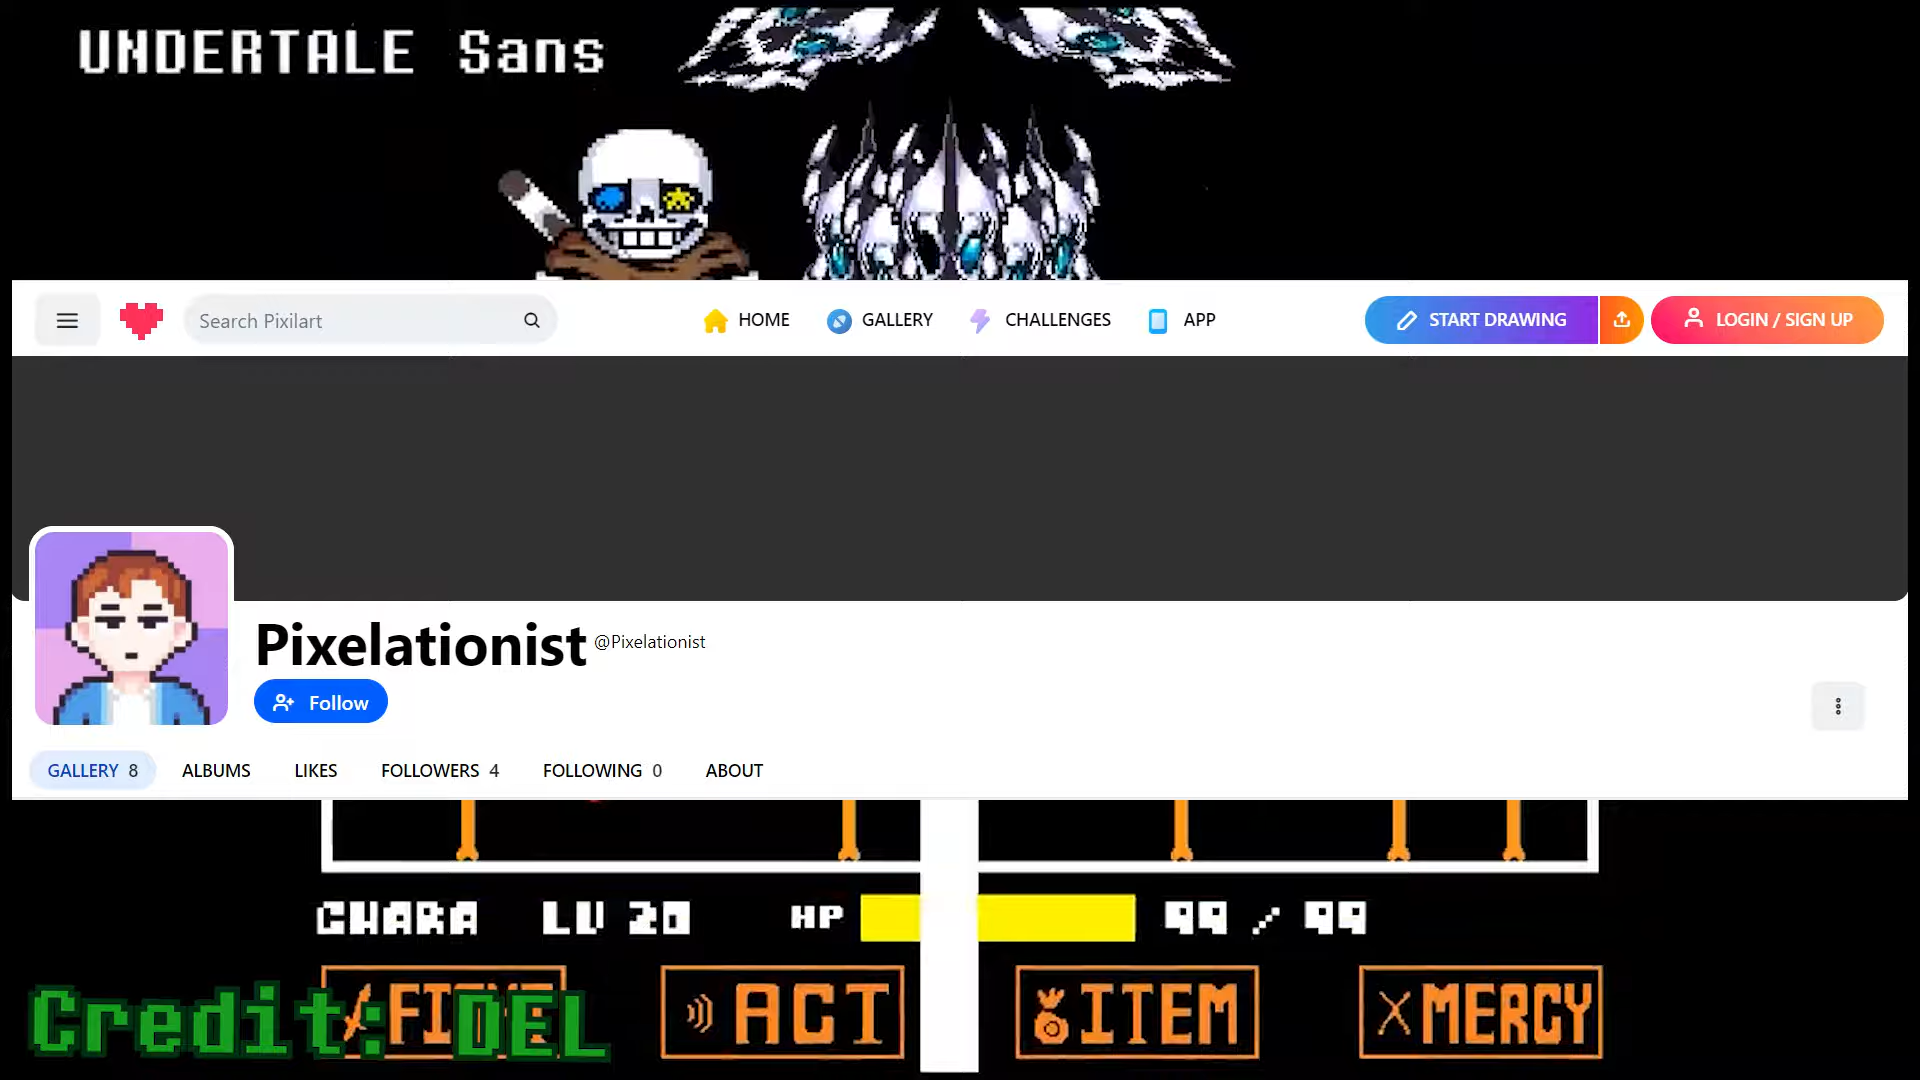 UNDERTALE Sans
Search Pixilart
HOME
GALLERY
CHALLENGES
APP
START DRAWING
LOGIN / SIGN UP
Pixelationist @Pixelationist
Follow
GALLERY 8
ALBUMS
LIKES
FOLLOWERS 4
FOLLOWING 0
ABOUT
CHARA LV 20 HP 99 / 99
ACT
ITEM
MERCY
Credit: DEL